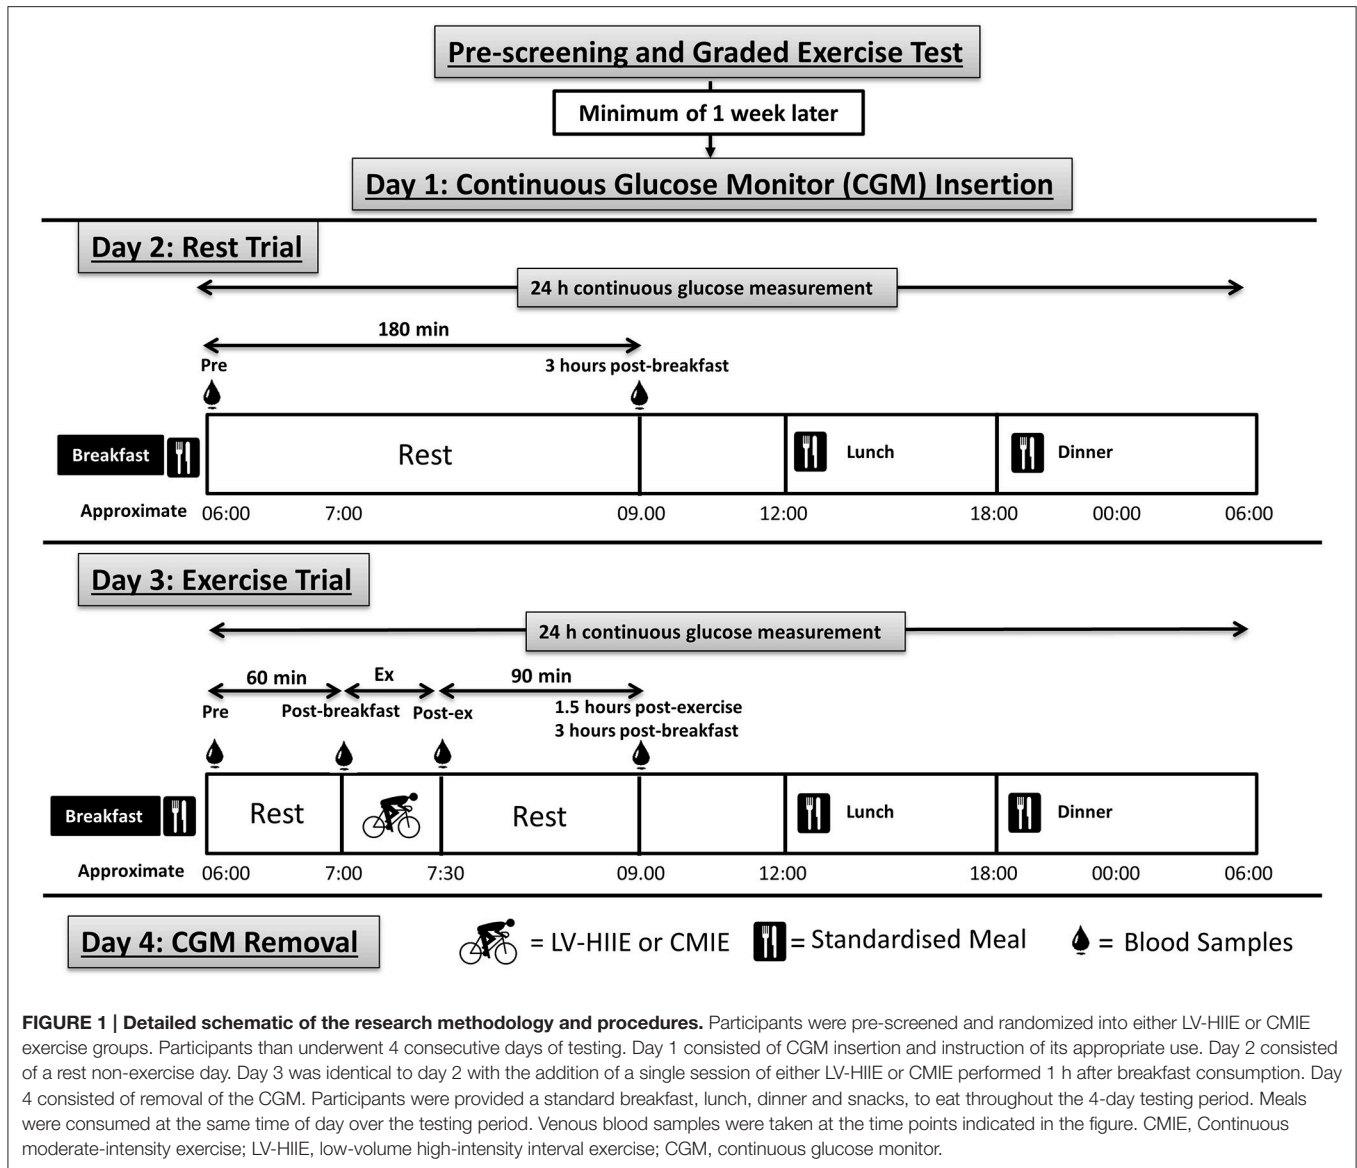 Pre-screening and Graded Exercise Test
Minimum of 1 week later
Day 1: Continuous Glucose Monitor (CGM) Insertion
Day 2: Rest Trial
24 h continuous glucose measurement
180 min
Pre
3 hours post-breakfast
Breakfast
Rest
Lunch
Dinner
Approximate 06:00 7:00 09.00 12:00 18:00 00:00 06:00
Day 3: Exercise Trial
24 h continuous glucose measurement
60 min Ex 90 min
Pre Post-breakfast Post-ex 1.5 hours post-exercise
3 hours post-breakfast
Breakfast Rest Rest Lunch Dinner
Approximate 06:00 7:00 7:30 09.00 12:00 18:00 00:00 06:00
Day 4: CGM Removal
= LV-HIIE or CMIE = Standardised Meal = Blood Samples
FIGURE 1 | Detailed schematic of the research methodology and procedures. Participants were pre-screened and randomized into either LV-HIIE or CMIE
exercise groups. Participants than underwent 4 consecutive days of testing. Day 1 consisted of CGM insertion and instruction of its appropriate use. Day 2 consisted
of a rest non-exercise day. Day 3 was identical to day 2 with the addition of a single session of either LV-HIIE or CMIE performed 1 h after breakfast consumption. Day
4 consisted of removal of the CGM. Participants were provided a standard breakfast, lunch, dinner and snacks, to eat throughout the 4-day testing period. Meals
were consumed at the same time of day over the testing period. Venous blood samples were taken at the time points indicated in the figure. CMIE, Continuous
moderate-intensity exercise; LV-HIIE, low-volume high-intensity interval exercise; CGM, continuous glucose monitor.